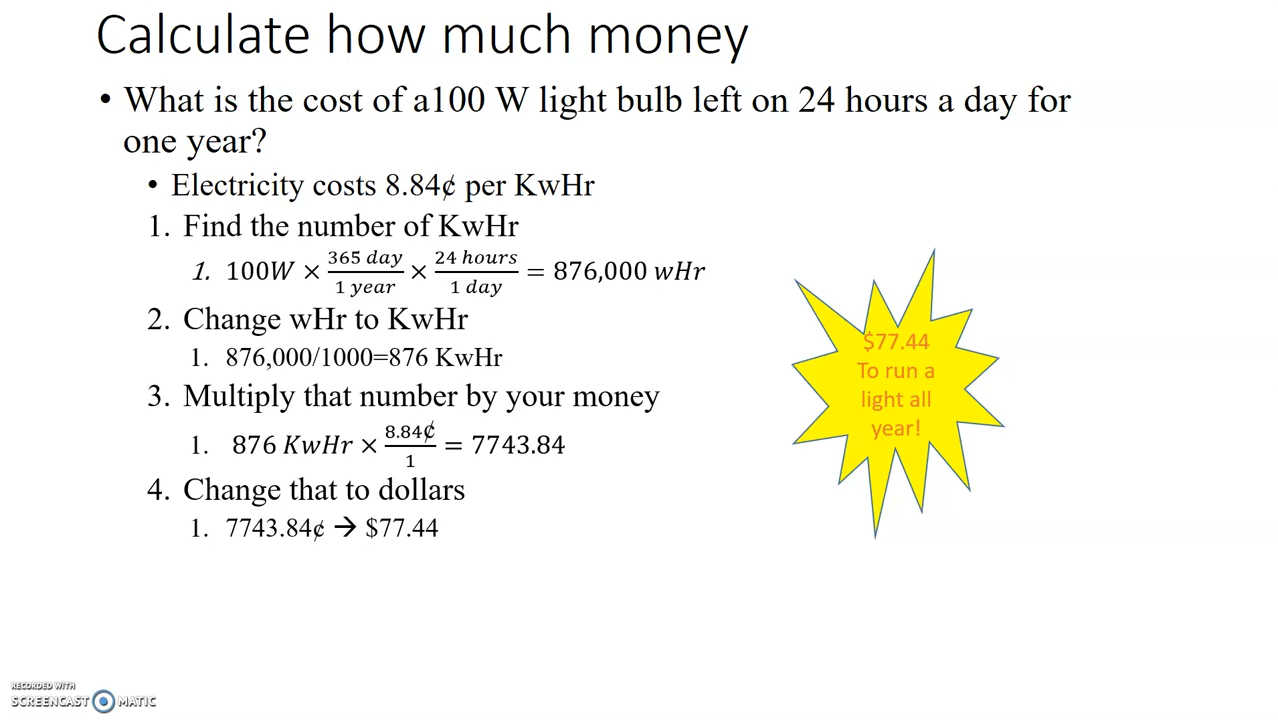 Calculate how much money
• What is the cost of a100 W light bulb left on 24 hours a day for
one year?
• Electricity costs 8.84¢ per KwHr
1. Find the number of KwHr
1. 100W × 365 day / 1 year × 24 hours / 1 day = 876,000 wHr
2. Change wHr to KwHr
1. 876,000/1000=876 KwHr
3. Multiply that number by your money
1. 876 KwHr × 8.84₵ / 1 = 7743.84
4. Change that to dollars
1. 7743.84¢ → $77.44
$77.44
To run a
light all
year!
RECORDED WITH
SCREENCAST MATIC